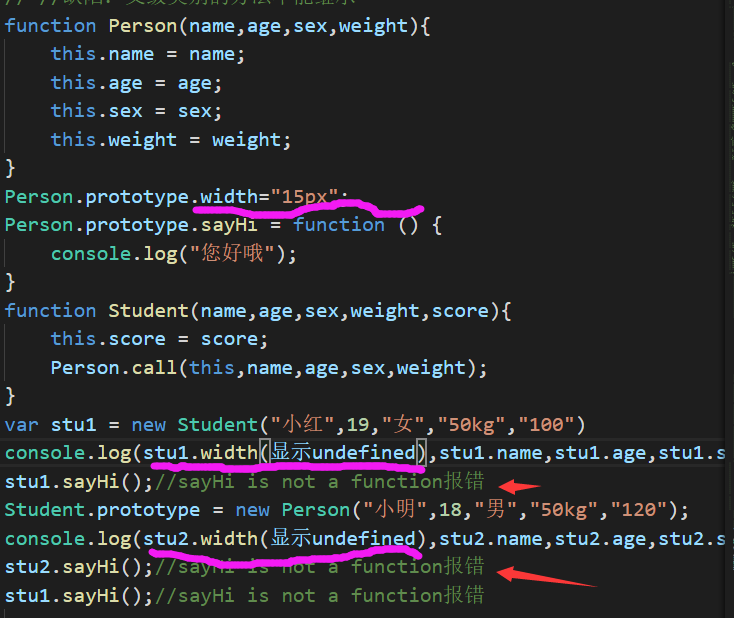 function Person(name,age,sex,weight){
this.name = name;
this.age = age;
this.sex = sex;
this.weight = weight;
}
Person.prototype.width="15px";
Person.prototype.sayHi = function () {
console.log("您好哦");
}
function Student(name,age,sex,weight,score){
this.score = score;
Person.call(this,name,age,sex,weight);
}
var stu1 = new Student("小红",19,"女","50kg","100")
console.log(stu1.width(显示undefined),stu1.name,stu1.age,stu1.s
stu1.sayHi();//sayHi is not a function报错
Student.prototype = new Person("小明",18,"男","50kg","120");
console.log(stu2.width(显示undefined),stu2.name,stu2.age,stu2.s
stu2.sayHi();//sayHi is not a function报错
stu1.sayHi();//sayHi is not a function报错